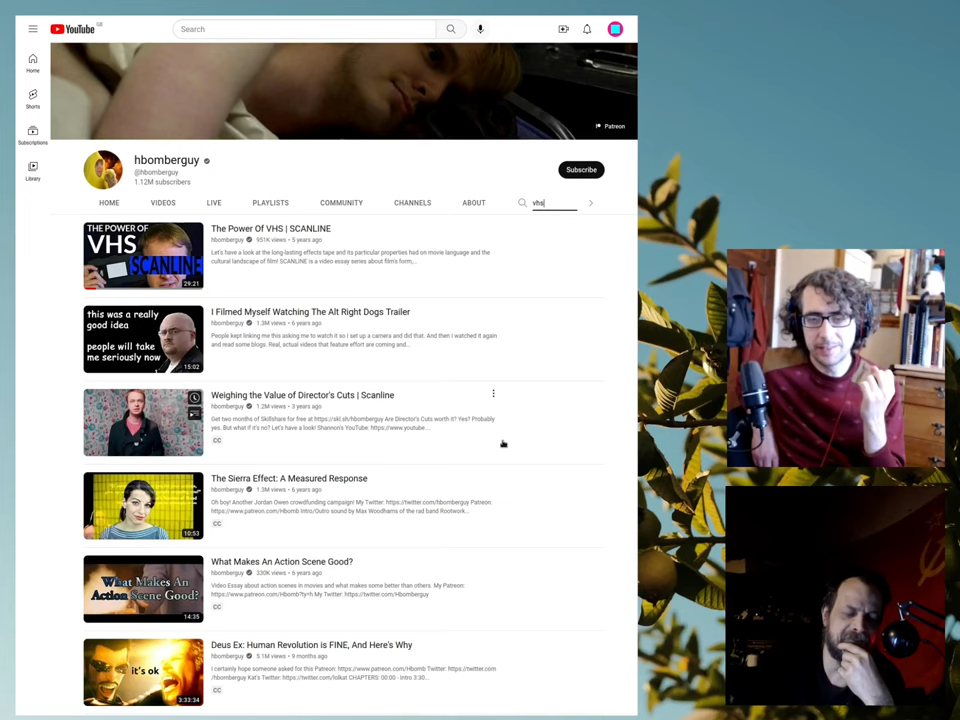 YouTube GB
Search
Home
Shorts
Subscriptions
Library
Patreon
hbomberguy
@hbomberguy
1.12M subscribers
Subscribe
HOME VIDEOS LIVE PLAYLISTS COMMUNITY CHANNELS ABOUT vhs
THE POWER OF
VHS
SCANLINE
29:21
The Power Of VHS | SCANLINE
hbomberguy 951K views • 5 years ago
Let's have a look at the long-lasting effects tape and its particular properties had on movie language and the
cultural landscape of film! SCANLINE is a video essay series about film's form,...
this was a really
good idea
people will take
me seriously now
15:02
I Filmed Myself Watching The Alt Right Dogs Trailer
hbomberguy 1.3M views • 6 years ago
People kept linking me this asking me to watch it so i set up a camera and did that. And then i watched it again
and read some blogs. Real, actual videos that feature effort are coming and...
Weighing the Value of Director's Cuts | Scanline
hbomberguy 1.2M views • 3 years ago
Get two months of Skillshare for free at https://skl.sh/hbomberguy Are Director's Cuts worth it? Yes? Probably
yes. But what if it's no? Let's have a look! Shannon's YouTube: https://www.youtube ...
CC
10:53
The Sierra Effect: A Measured Response
hbomberguy 1.3M views • 6 years ago
Oh boy! Another Jordan Owen crowdfunding campaign! My Twitter: https://twitter.com/hbomberguy Patreon:
https://www.patreon.com/Hbomb Intro/Outro sound by Max Woodhams of the rad band Rootwork...
CC
What Makes An
Action Scene Good?
14:35
What Makes An Action Scene Good?
hbomberguy 330K views • 6 years ago
Video Essay about action scenes in movies and what makes some better than others. My Patreon:
https://www.patreon.com/Hbomb?ty=h My Twitter: https://twitter.com/Hbomberguy
CC
it's ok
3:33:34
Deus Ex: Human Revolution is FINE, And Here's Why
hbomberguy 5.1M views • 9 months ago
I certainly hope someone asked for this Patreon: https://www.patreon.com/Hbomb Twitter: https://twitter.com
/hbomberguy Kat's Twitter: https://twitter.com/lolkat CHAPTERS: 00:00 - Intro 3:30...
CC